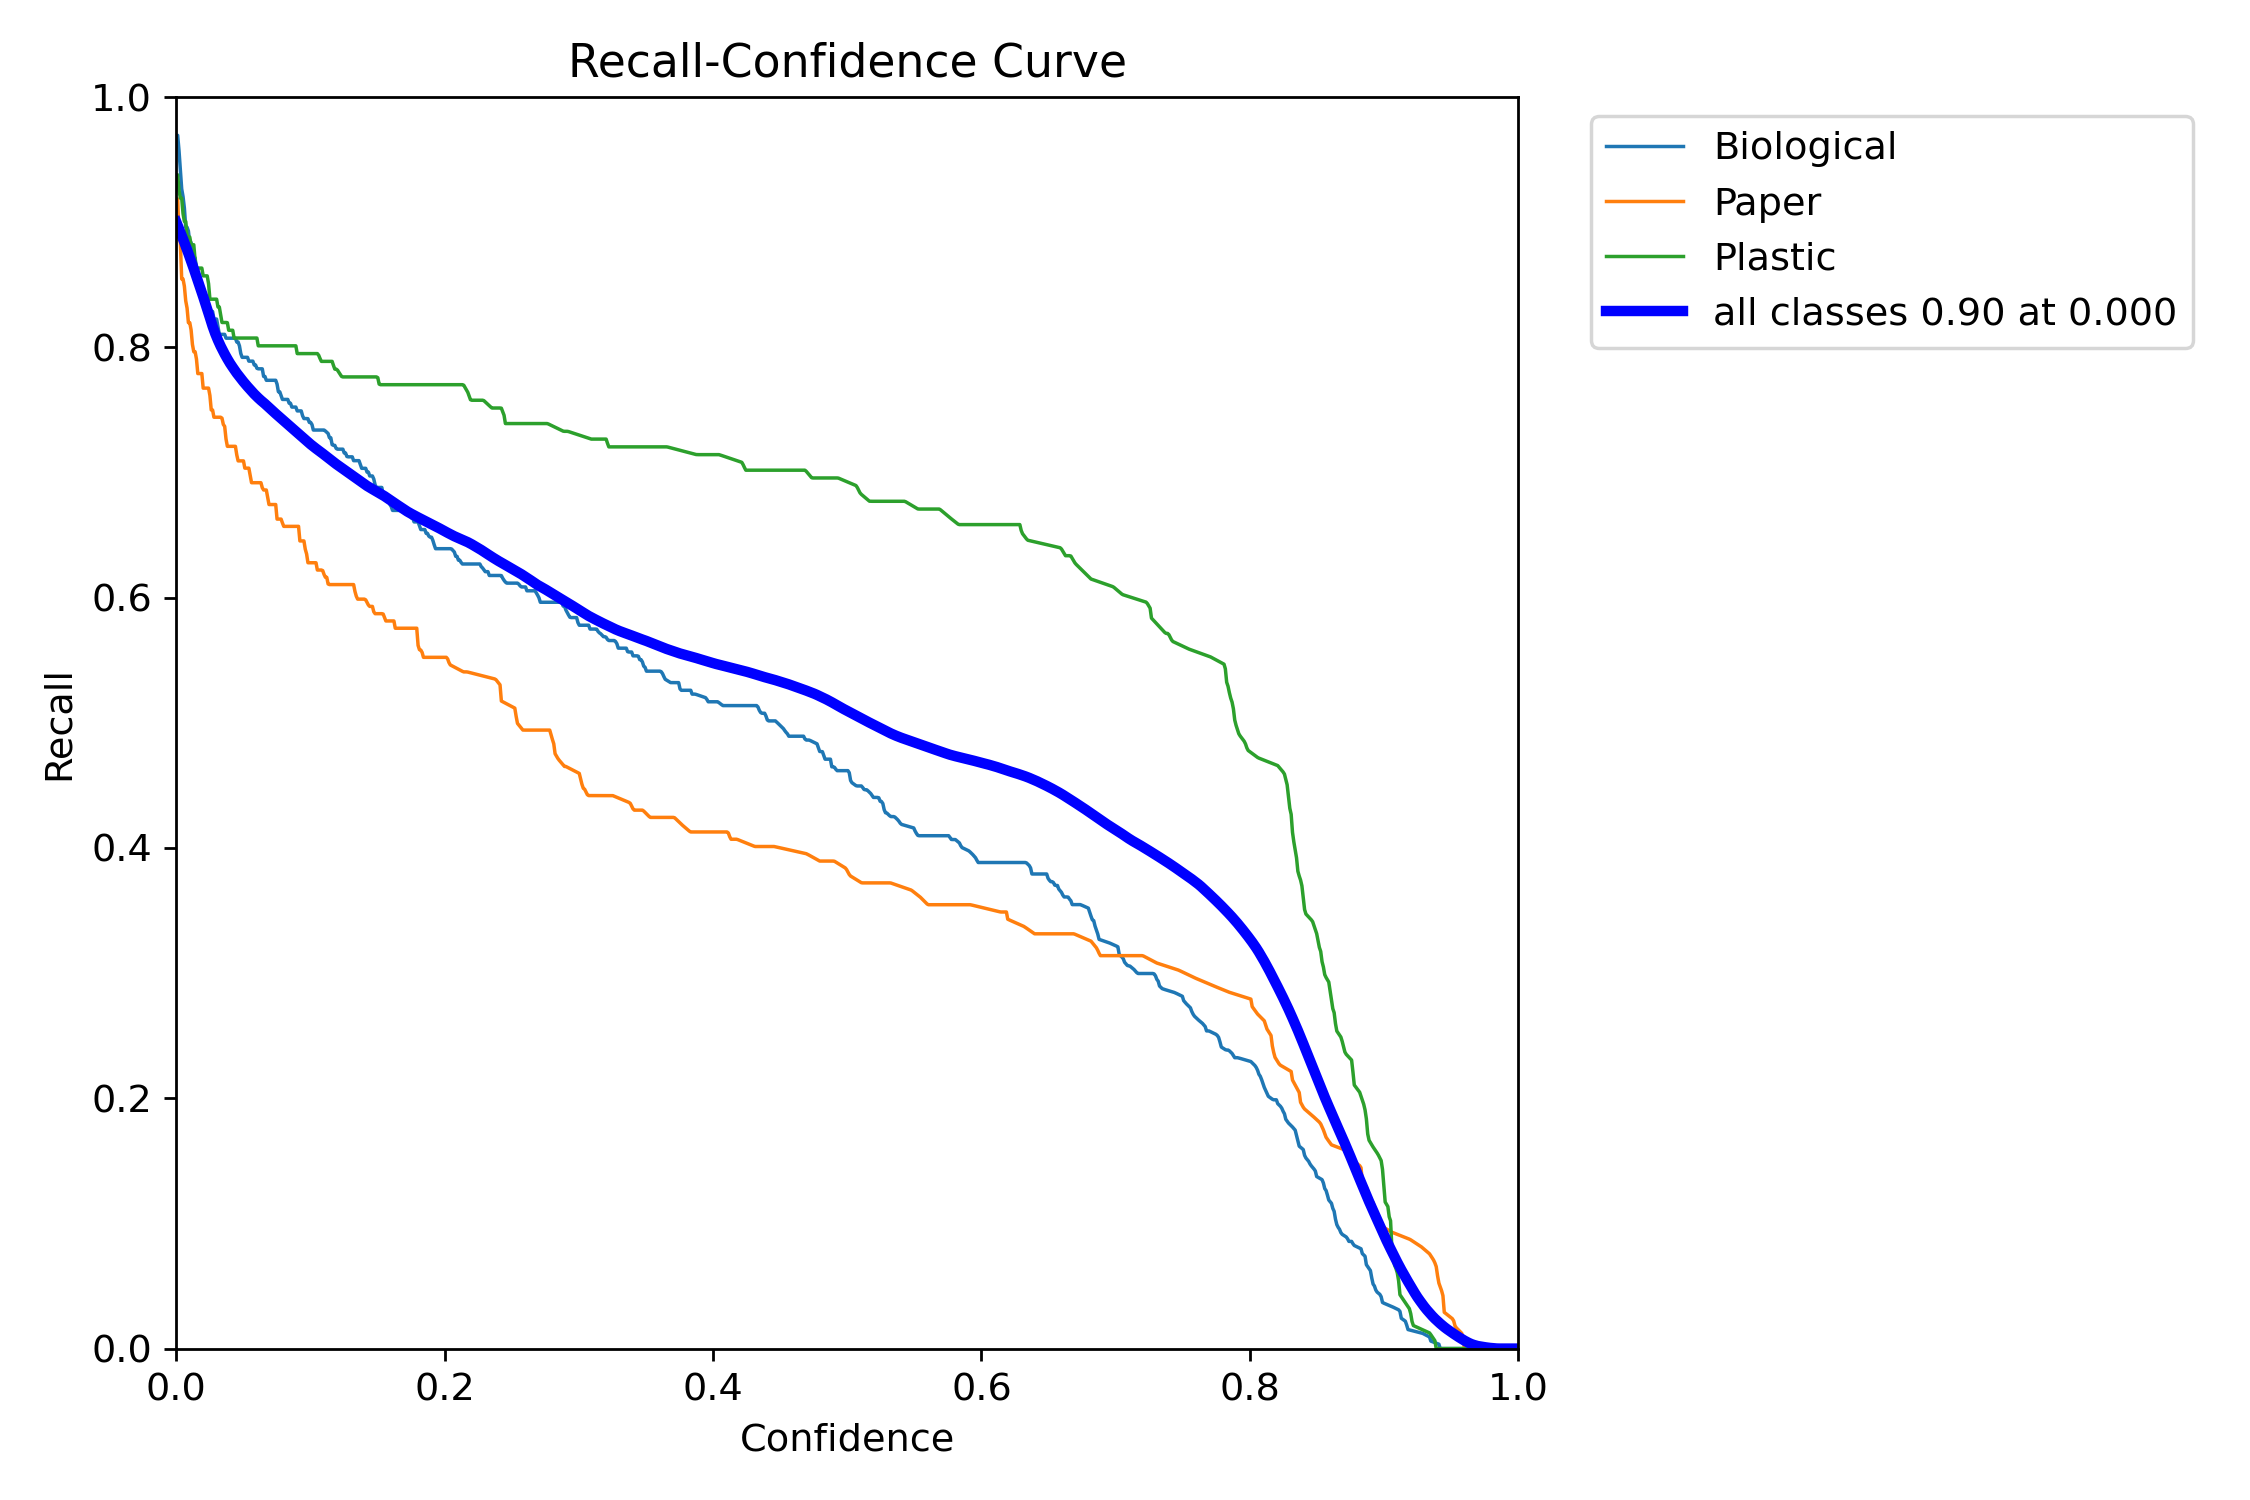 Recall-Confidence Curve
1.0
0.8
0.6
0.4
0.2
0.0
Recall
0.0 0.2 0.4 0.6 0.8 1.0
Confidence
Biological
Paper
Plastic
all classes 0.90 at 0.000